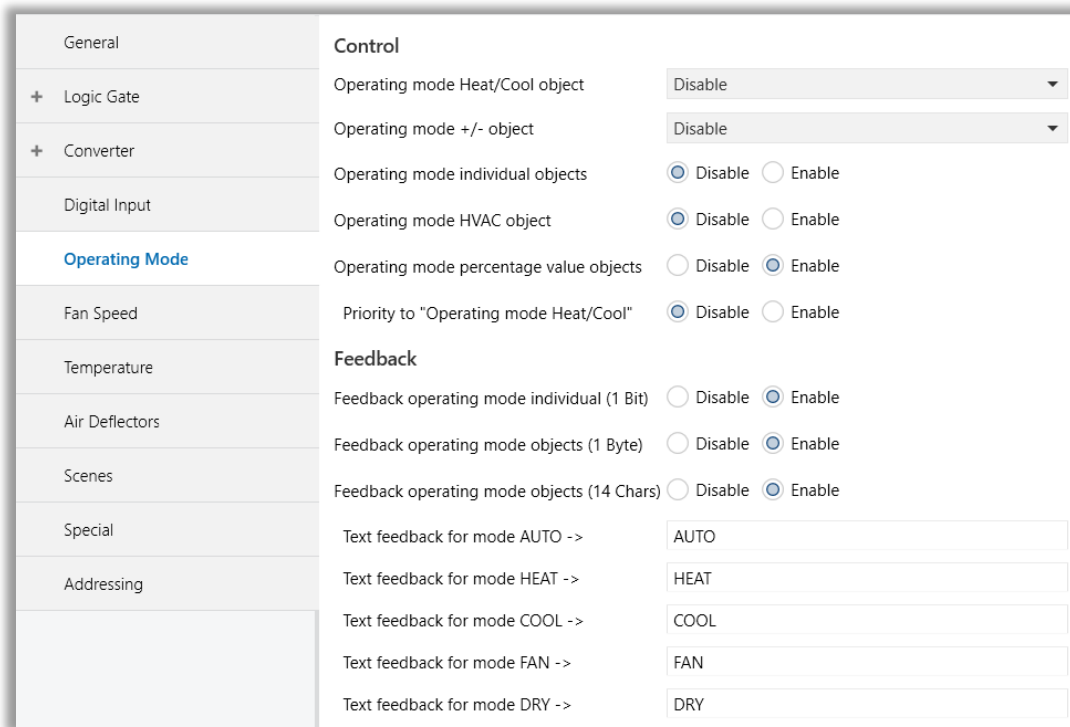 General
+ Logic Gate
+ Converter
Digital Input
Operating Mode
Fan Speed
Temperature
Air Deflectors
Scenes
Special
Addressing
Control
Operating mode Heat/Cool object Disable
Operating mode +/- object Disable
Operating mode individual objects Disable Enable
Operating mode HVAC object Disable Enable
Operating mode percentage value objects Disable Enable
Priority to "Operating mode Heat/Cool" Disable Enable
Feedback
Feedback operating mode individual (1 Bit) Disable Enable
Feedback operating mode objects (1 Byte) Disable Enable
Feedback operating mode objects (14 Chars) Disable Enable
Text feedback for mode AUTO -> AUTO
Text feedback for mode HEAT -> HEAT
Text feedback for mode COOL -> COOL
Text feedback for mode FAN -> FAN
Text feedback for mode DRY -> DRY